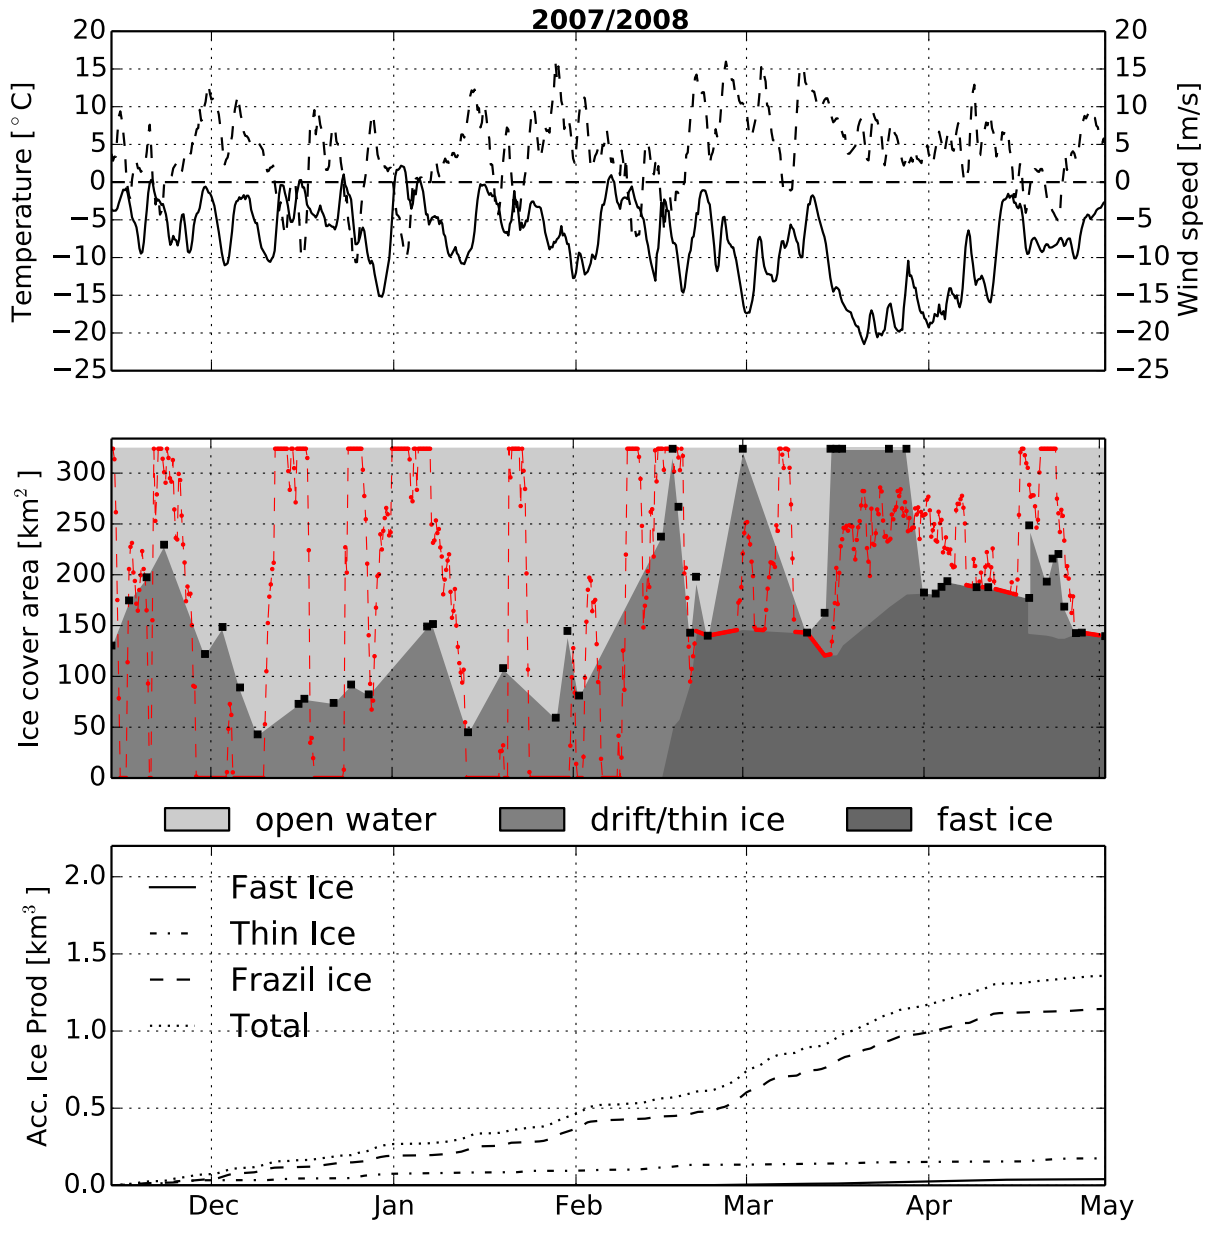 2007/2008
Temperature [°C]
20
15
10
5
0
−5
−10
−15
−20
−25
20
15
10
5
0
−5
−10
−15
−20
−25
Wind speed [m/s]
Ice cover area [km²]
300
250
200
150
100
50
0
open water
drift/thin ice
fast ice
Acc. Ice Prod [km³ ]
2.0
1.5
1.0
0.5
0.0
Fast Ice
Thin Ice
Frazil ice
Total
Dec
Jan
Feb
Mar
Apr
May